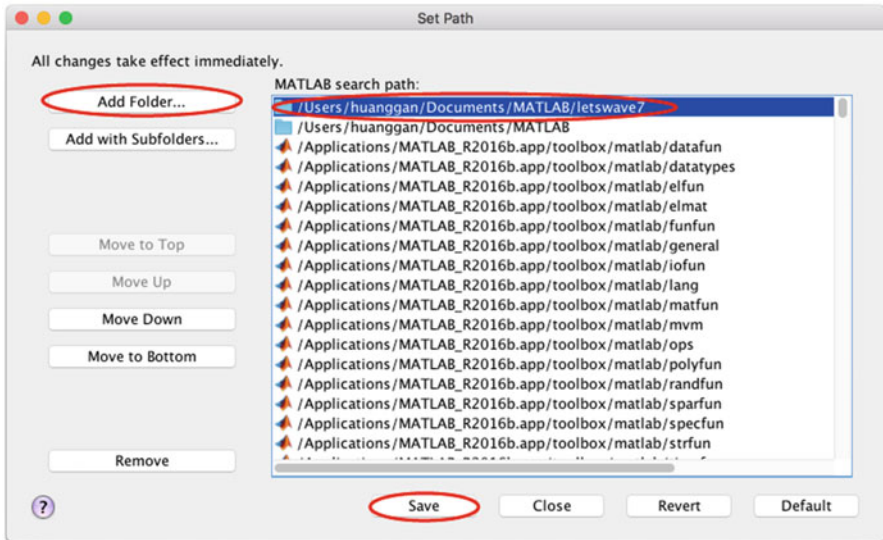 Set Path
All changes take effect immediately.
MATLAB search path:
Add Folder...
Add with Subfolders...
Move to Top
Move Up
Move Down
Move to Bottom
Remove
/Users/huanggan/Documents/MATLAB/letswave7
/Users/huanggan/Documents/MATLAB
/Applications/MATLAB_R2016b.app/toolbox/matlab/datafun
/Applications/MATLAB_R2016b.app/toolbox/matlab/datatypes
/Applications/MATLAB_R2016b.app/toolbox/matlab/elfun
/Applications/MATLAB_R2016b.app/toolbox/matlab/elmat
/Applications/MATLAB_R2016b.app/toolbox/matlab/funfun
/Applications/MATLAB_R2016b.app/toolbox/matlab/general
/Applications/MATLAB_R2016b.app/toolbox/matlab/iofun
/Applications/MATLAB_R2016b.app/toolbox/matlab/lang
/Applications/MATLAB_R2016b.app/toolbox/matlab/matfun
/Applications/MATLAB_R2016b.app/toolbox/matlab/mvm
/Applications/MATLAB_R2016b.app/toolbox/matlab/ops
/Applications/MATLAB_R2016b.app/toolbox/matlab/polyfun
/Applications/MATLAB_R2016b.app/toolbox/matlab/randfun
/Applications/MATLAB_R2016b.app/toolbox/matlab/sparfun
/Applications/MATLAB_R2016b.app/toolbox/matlab/specfun
/Applications/MATLAB_R2016b.app/toolbox/matlab/strfun
?
Save
Close
Revert
Default